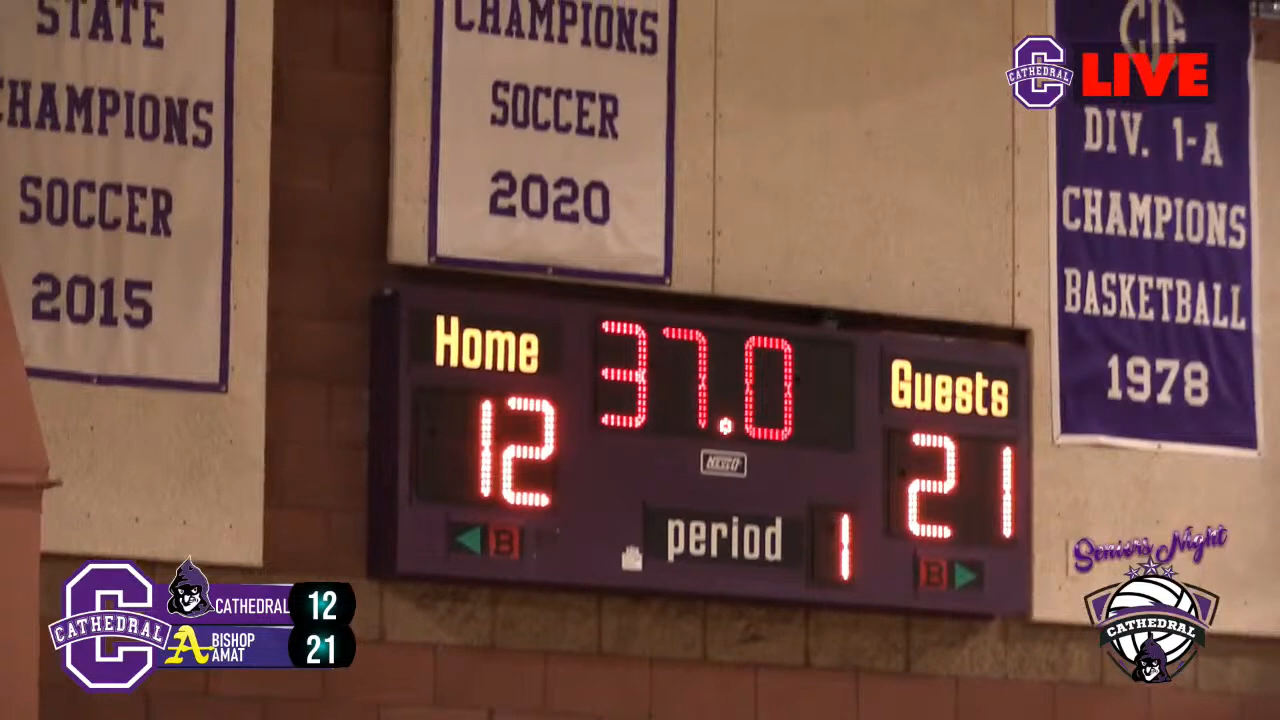 STATE
CHAMPIONS
SOCCER
2015
CHAMPIONS
SOCCER
2020
CIF
DIV. 1-A
CHAMPIONS
BASKETBALL
1978
CATHEDRAL
LIVE
Home
37.0
Guests
12
21
period
1
B
B
Seniors Night
CATHEDRAL
CATHEDRAL
CATHEDRAL 12
A BISHOP AMAT 21